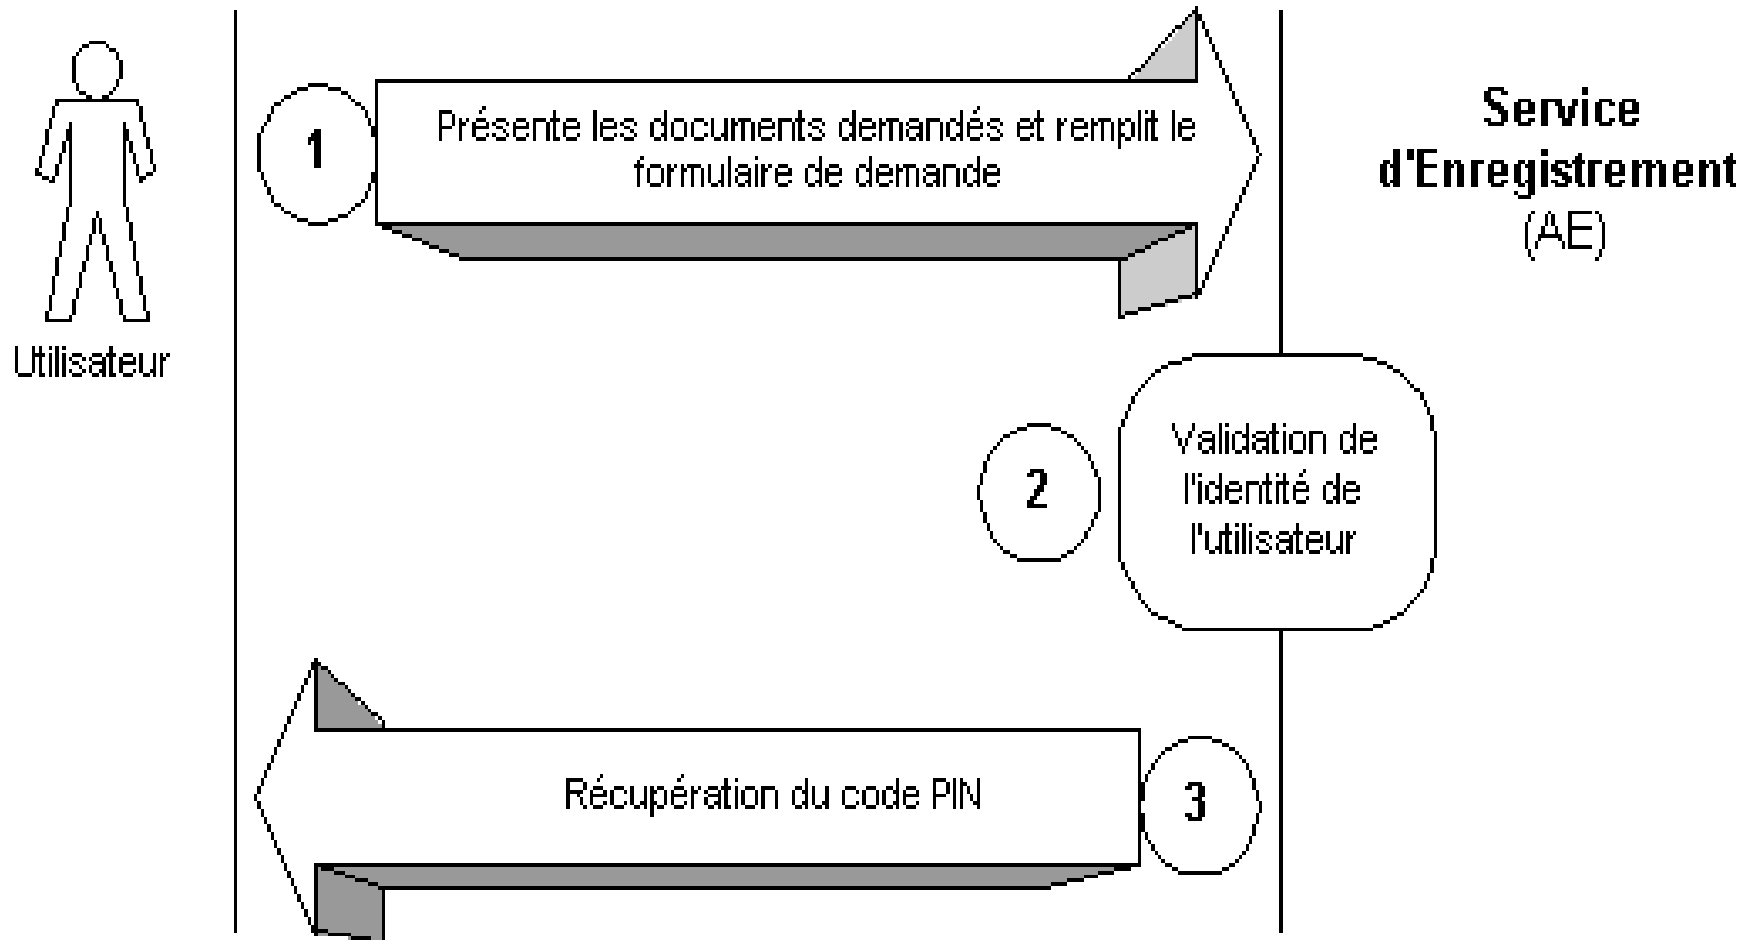 1
Présente les documents demandés et remplit le
formulaire de demande
Service
d'Enregistrement
(AE)
Utilisateur
2
Validation de
l'identité de
l'utilisateur
Récupération du code PIN
3